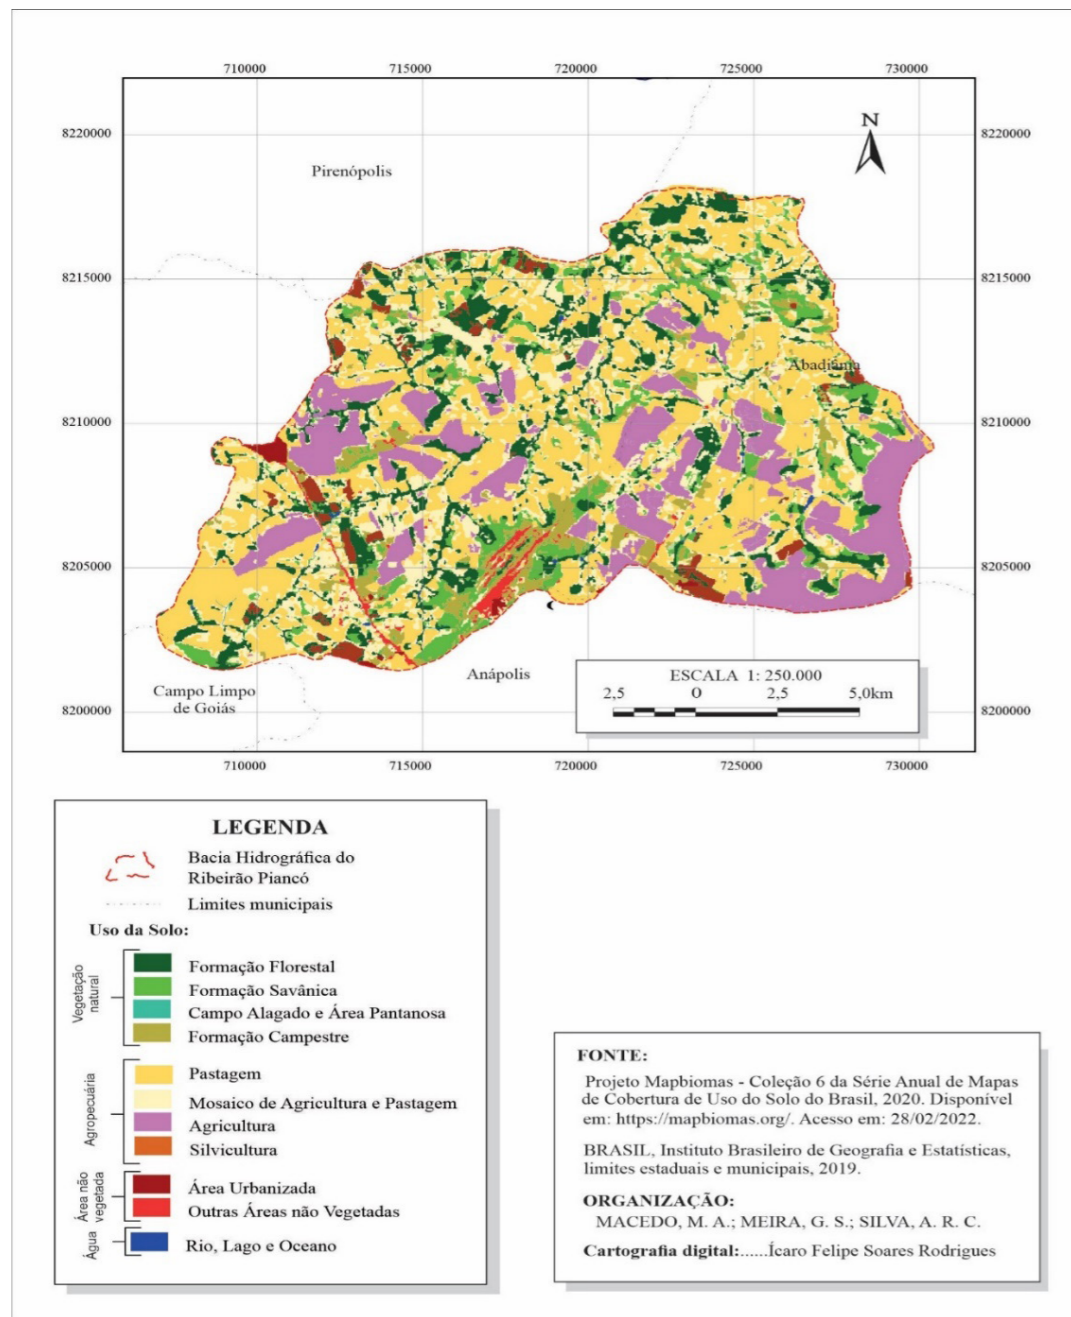 710000 715000 720000 725000 730000
N
8220000 8220000
Pirenópolis
8215000 8215000
Abadiânia
8210000 8210000
8205000 8205000
Anápolis
ESCALA 1: 250.000
2,5 0 2,5 5,0km
Campo Limpo
de Goiás
8200000 8200000
710000 715000 720000 725000 730000
LEGENDA
Bacia Hidrográfica do
Ribeirão Piancó
Limites municipais
Uso da Solo:
Vegetação
natural
Formação Florestal
Formação Savânica
Campo Alagado e Área Pantanosa
Formação Campestre
Agropecuária
Pastagem
Mosaico de Agricultura e Pastagem
Agricultura
Silvicultura
Área não
vegetada
Área Urbanizada
Outras Áreas não Vegetadas
Água
Rio, Lago e Oceano
FONTE:
Projeto Mapbiomas - Coleção 6 da Série Anual de Mapas
de Cobertura de Uso do Solo do Brasil, 2020. Disponível
em: https://mapbiomas.org/. Acesso em: 28/02/2022.
BRASIL, Instituto Brasileiro de Geografia e Estatísticas,
limites estaduais e municipais, 2019.
ORGANIZAÇÃO:
MACEDO, M. A.; MEIRA, G. S.; SILVA, A. R. C.
Cartografia digital:......Ícaro Felipe Soares Rodrigues